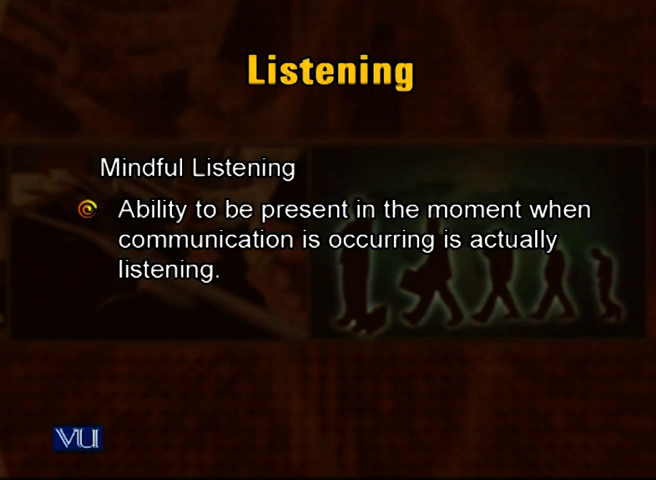 Listening
Mindful Listening
Ability to be present in the moment when
communication is occurring is actually
listening.
VU